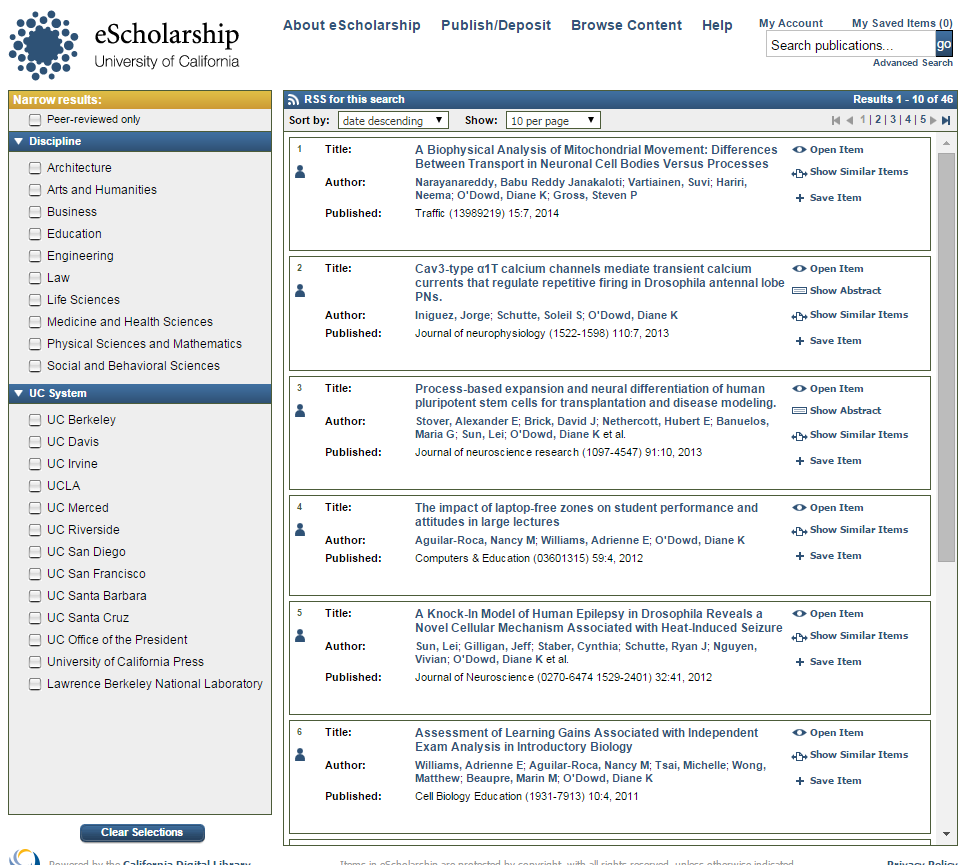 eScholarship
University of California
About eScholarship Publish/Deposit Browse Content Help
My Account My Saved Items (0)
Search publications... go
Advanced Search
Narrow results:
Peer-reviewed only
Discipline
Architecture
Arts and Humanities
Business
Education
Engineering
Law
Life Sciences
Medicine and Health Sciences
Physical Sciences and Mathematics
Social and Behavioral Sciences
UC System
UC Berkeley
UC Davis
UC Irvine
UCLA
UC Merced
UC Riverside
UC San Diego
UC San Francisco
UC Santa Barbara
UC Santa Cruz
UC Office of the President
University of California Press
Lawrence Berkeley National Laboratory
Clear Selections
RSS for this search Results 1 - 10 of 46
Sort by: date descending Show: 10 per page 1 | 2 | 3 | 4 | 5
1 Title: A Biophysical Analysis of Mitochondrial Movement: Differences
Between Transport in Neuronal Cell Bodies Versus Processes
Author: Narayanareddy, Babu Reddy Janakaloti; Vartiainen, Suvi; Hariri,
Neema; O'Dowd, Diane K; Gross, Steven P
Published: Traffic (13989219) 15:7, 2014
Open Item
Show Similar Items
+ Save Item
2 Title: Cav3-type α1T calcium channels mediate transient calcium
currents that regulate repetitive firing in Drosophila antennal lobe
PNs.
Author: Iniguez, Jorge; Schutte, Soleil S; O'Dowd, Diane K
Published: Journal of neurophysiology (1522-1598) 110:7, 2013
Open Item
Show Abstract
Show Similar Items
+ Save Item
3 Title: Process-based expansion and neural differentiation of human
pluripotent stem cells for transplantation and disease modeling.
Author: Stover, Alexander E; Brick, David J; Nethercott, Hubert E; Banuelos,
Maria G; Sun, Lei; O'Dowd, Diane K et al.
Published: Journal of neuroscience research (1097-4547) 91:10, 2013
Open Item
Show Abstract
Show Similar Items
+ Save Item
4 Title: The impact of laptop-free zones on student performance and
attitudes in large lectures
Author: Aguilar-Roca, Nancy M; Williams, Adrienne E; O'Dowd, Diane K
Published: Computers & Education (03601315) 59:4, 2012
Open Item
Show Similar Items
+ Save Item
5 Title: A Knock-In Model of Human Epilepsy in Drosophila Reveals a
Novel Cellular Mechanism Associated with Heat-Induced Seizure
Author: Sun, Lei; Gilligan, Jeff; Staber, Cynthia; Schutte, Ryan J; Nguyen,
Vivian; O'Dowd, Diane K et al.
Published: Journal of Neuroscience (0270-6474 1529-2401) 32:41, 2012
Open Item
Show Similar Items
+ Save Item
6 Title: Assessment of Learning Gains Associated with Independent
Exam Analysis in Introductory Biology
Author: Williams, Adrienne E; Aguilar-Roca, Nancy M; Tsai, Michelle; Wong,
Matthew; Beaupre, Marin M; O'Dowd, Diane K
Published: Cell Biology Education (1931-7913) 10:4, 2011
Open Item
Show Similar Items
+ Save Item
Powered by the California Digital Library Items in eScholarship are protected by copyright, with all rights reserved, unless otherwise indicated. Privacy Policy